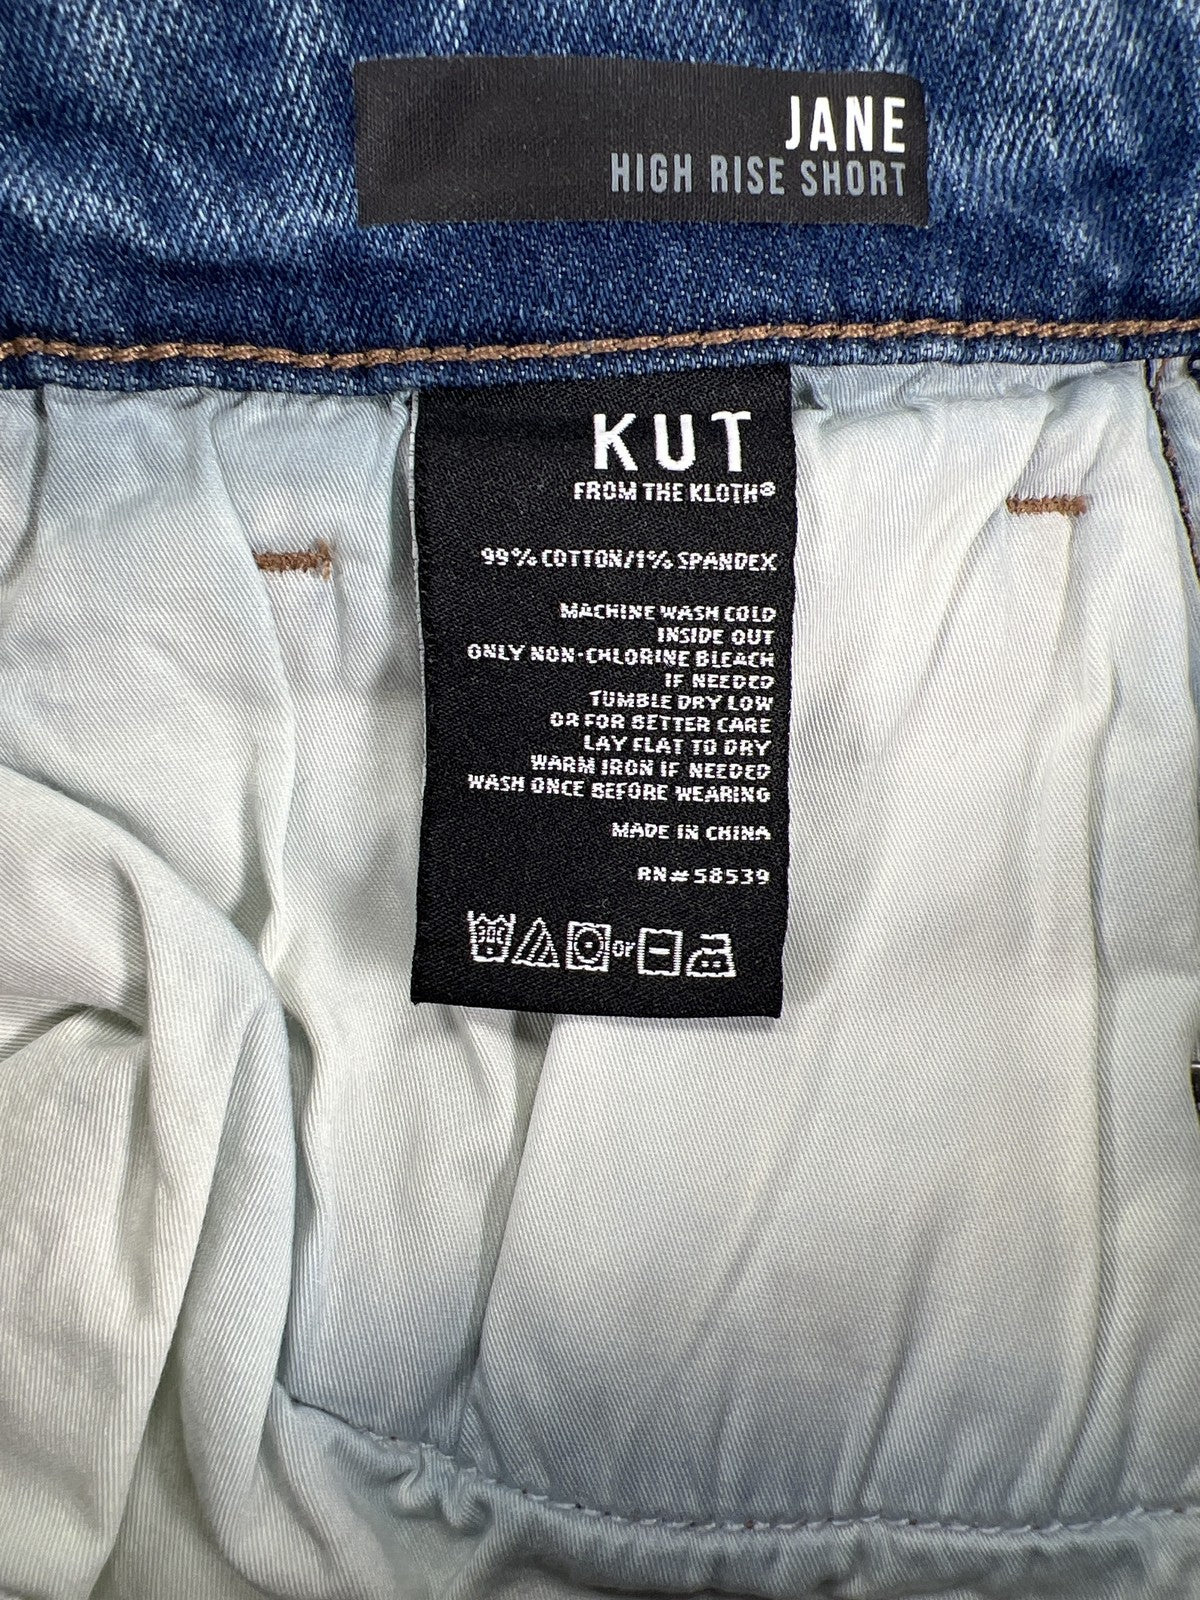 JANE
HIGH RISE SHORT
KUT
FROM THE KLOTH®
99% COTTON/1% SPANDEX
MACHINE WASH COLD
INSIDE OUT
ONLY NON-CHLORINE BLEACH
IF NEEDED
TUMBLE DRY LOW
OR FOR BETTER CARE
LAY FLAT TO DRY
WARM IRON IF NEEDED
WASH ONCE BEFORE WEARING
MADE IN CHINA
RN#58539
30C or